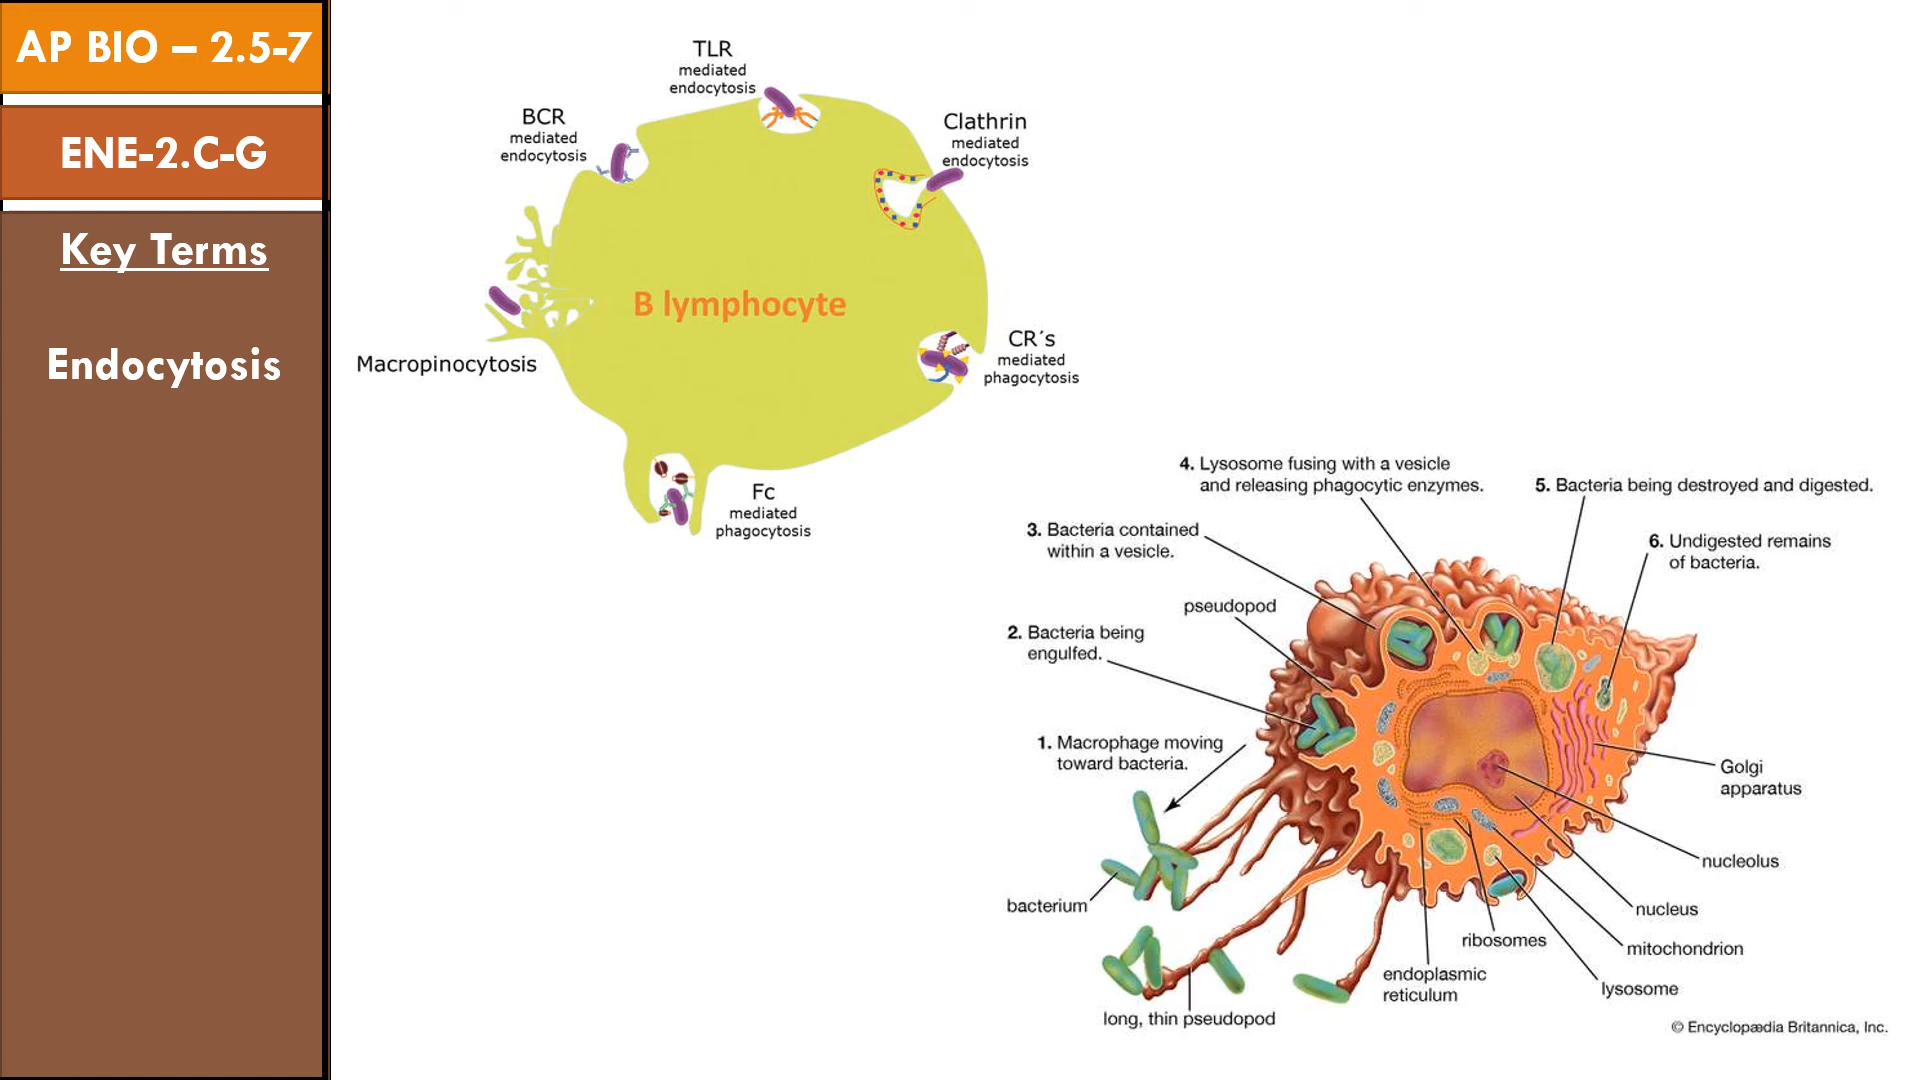 AP BIO – 2.5-7
ENE-2.C-G
Key Terms
Endocytosis
TLR
mediated
endocytosis
BCR
mediated
endocytosis
Clathrin
mediated
endocytosis
B lymphocyte
Macropinocytosis
CR´s
mediated
phagocytosis
Fc
mediated
phagocytosis
4. Lysosome fusing with a vesicle
and releasing phagocytic enzymes.
5. Bacteria being destroyed and digested.
3. Bacteria contained
within a vesicle.
6. Undigested remains
of bacteria.
pseudopod
2. Bacteria being
engulfed.
1. Macrophage moving
toward bacteria.
Golgi
apparatus
nucleolus
bacterium
nucleus
ribosomes
mitochondrion
endoplasmic
reticulum
lysosome
long, thin pseudopod
© Encyclopædia Britannica, Inc.